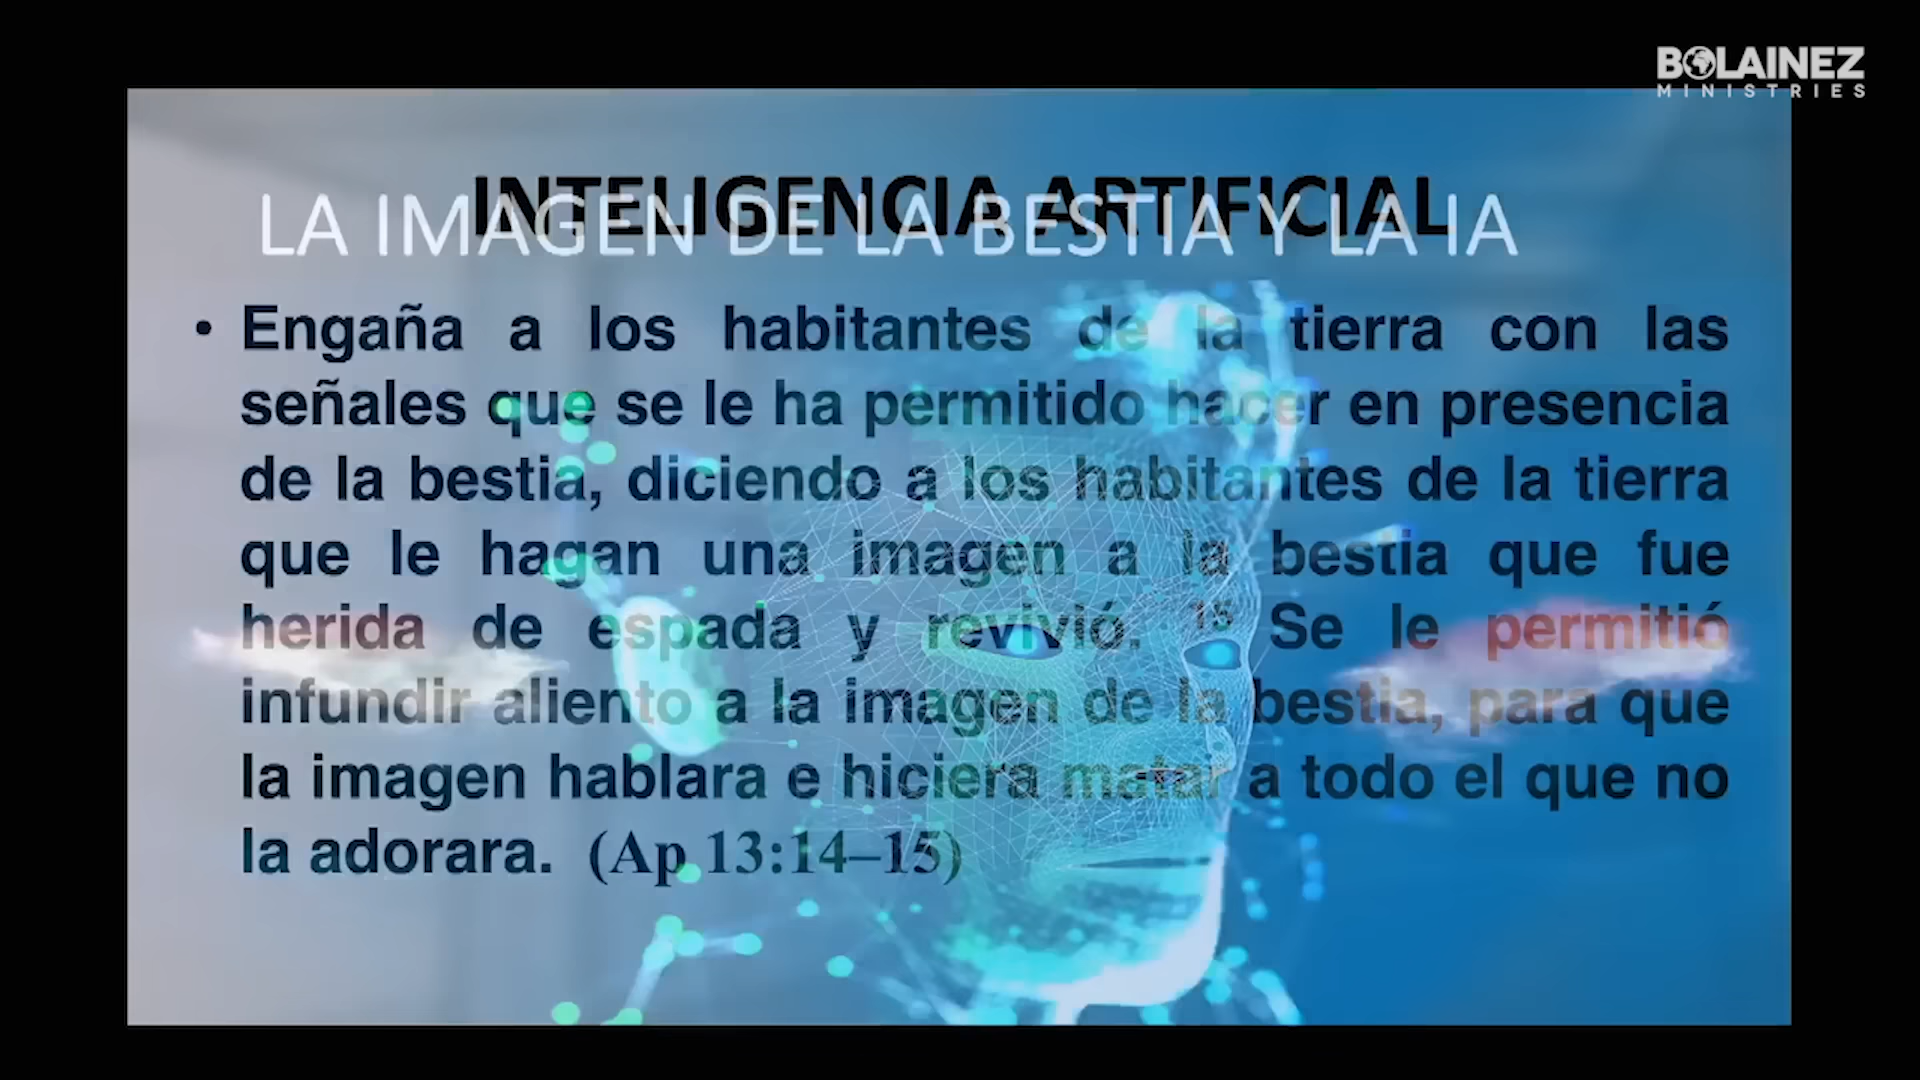 BOLAINEZ
MINISTRIES
INTELIGENCIA ARTIFICIAL
LA IMAGEN DE LA BESTIA Y LA IA
• Engaña a los habitantes de la tierra con las
señales que se le ha permitido hacer en presencia
de la bestia, diciendo a los habitantes de la tierra
que le hagan una imagen a la bestia que fue
herida de espada y revivió. 15 Se le permitió
infundir aliento a la imagen de la bestia, para que
la imagen hablara e hiciera matar a todo el que no
la adorara. (Ap 13:14–15)